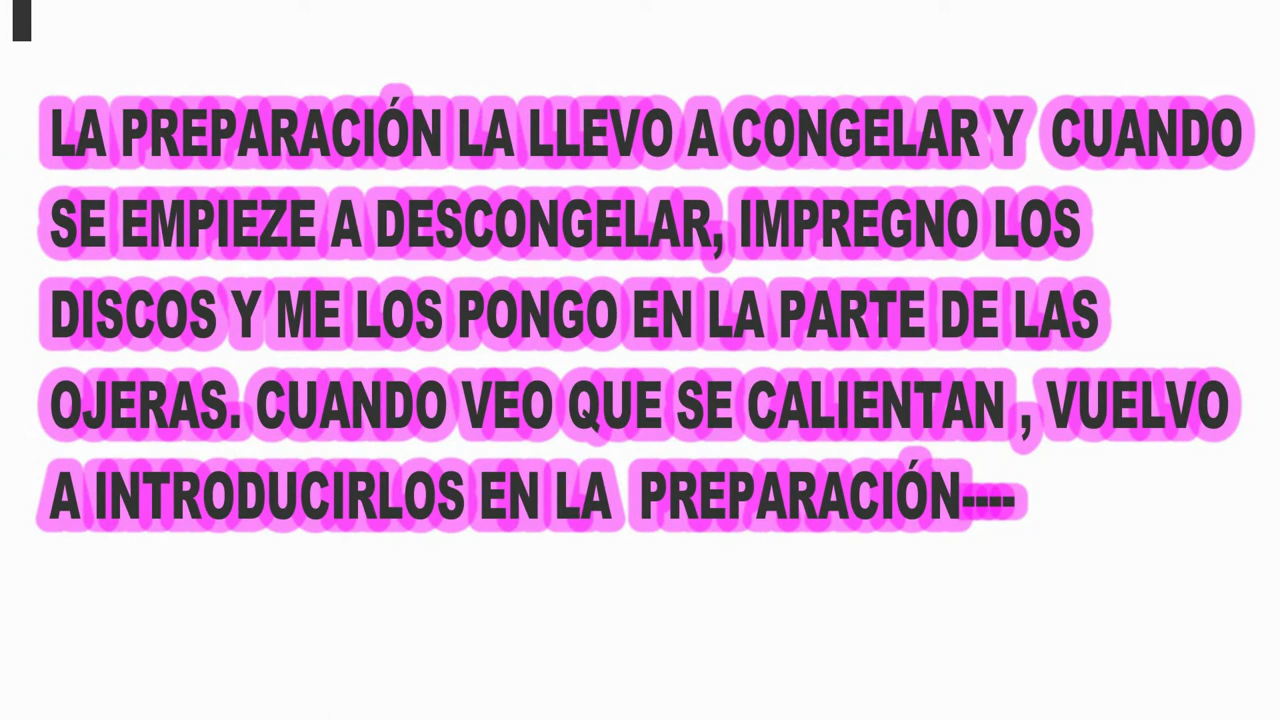 LA PREPARACIÓN LA LLEVO A CONGELAR Y  CUANDO
SE EMPIEZE A DESCONGELAR, IMPREGNO LOS
DISCOS Y ME LOS PONGO EN LA PARTE DE LAS
OJERAS. CUANDO VEO QUE SE CALIENTAN , VUELVO
A INTRODUCIRLOS EN LA  PREPARACIÓN----